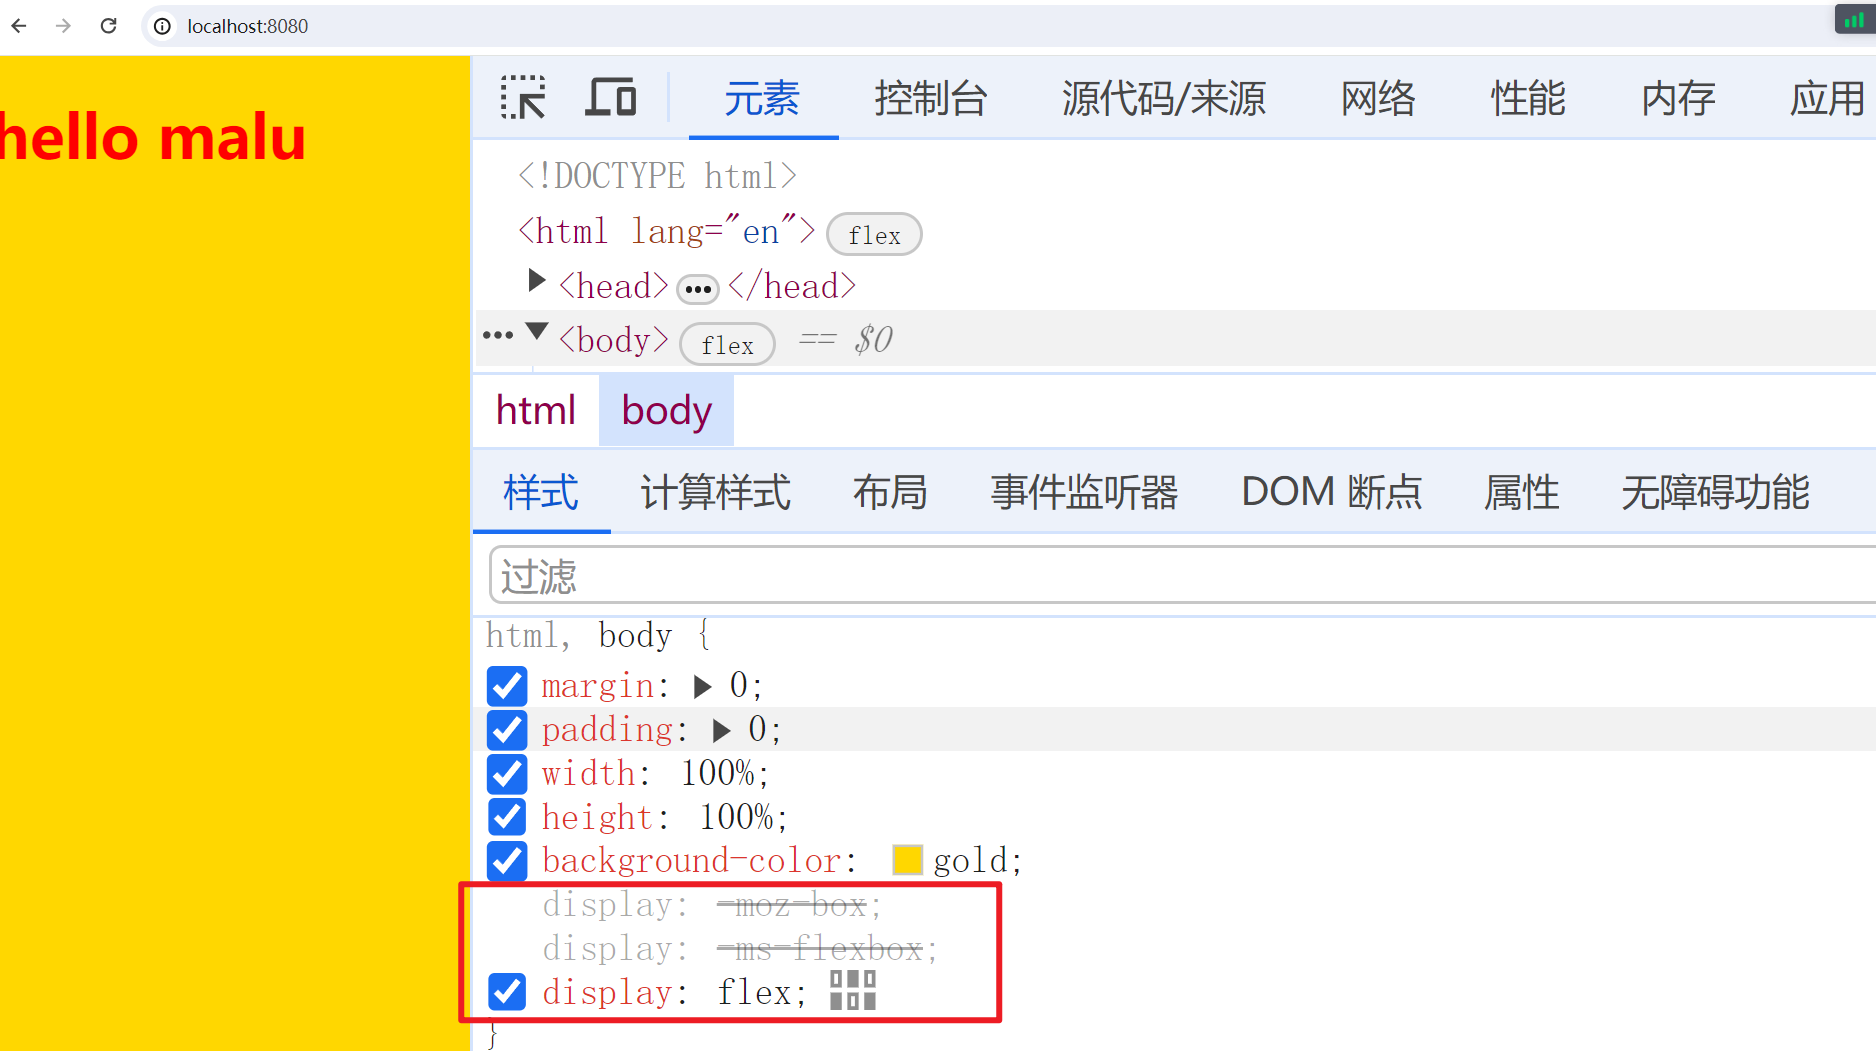 localhost:8080
hello malu
元素 控制台 源代码/来源 网络 性能 内存 应用
<!DOCTYPE html>
<html lang="en"> flex
<head> ••• </head>
••• <body> flex == $0
html body
样式 计算样式 布局 事件监听器 DOM 断点 属性 无障碍功能
过滤
html, body {
margin: 0;
padding: 0;
width: 100%;
height: 100%;
background-color: gold;
display: -moz-box;
display: -ms-flexbox;
display: flex;
}